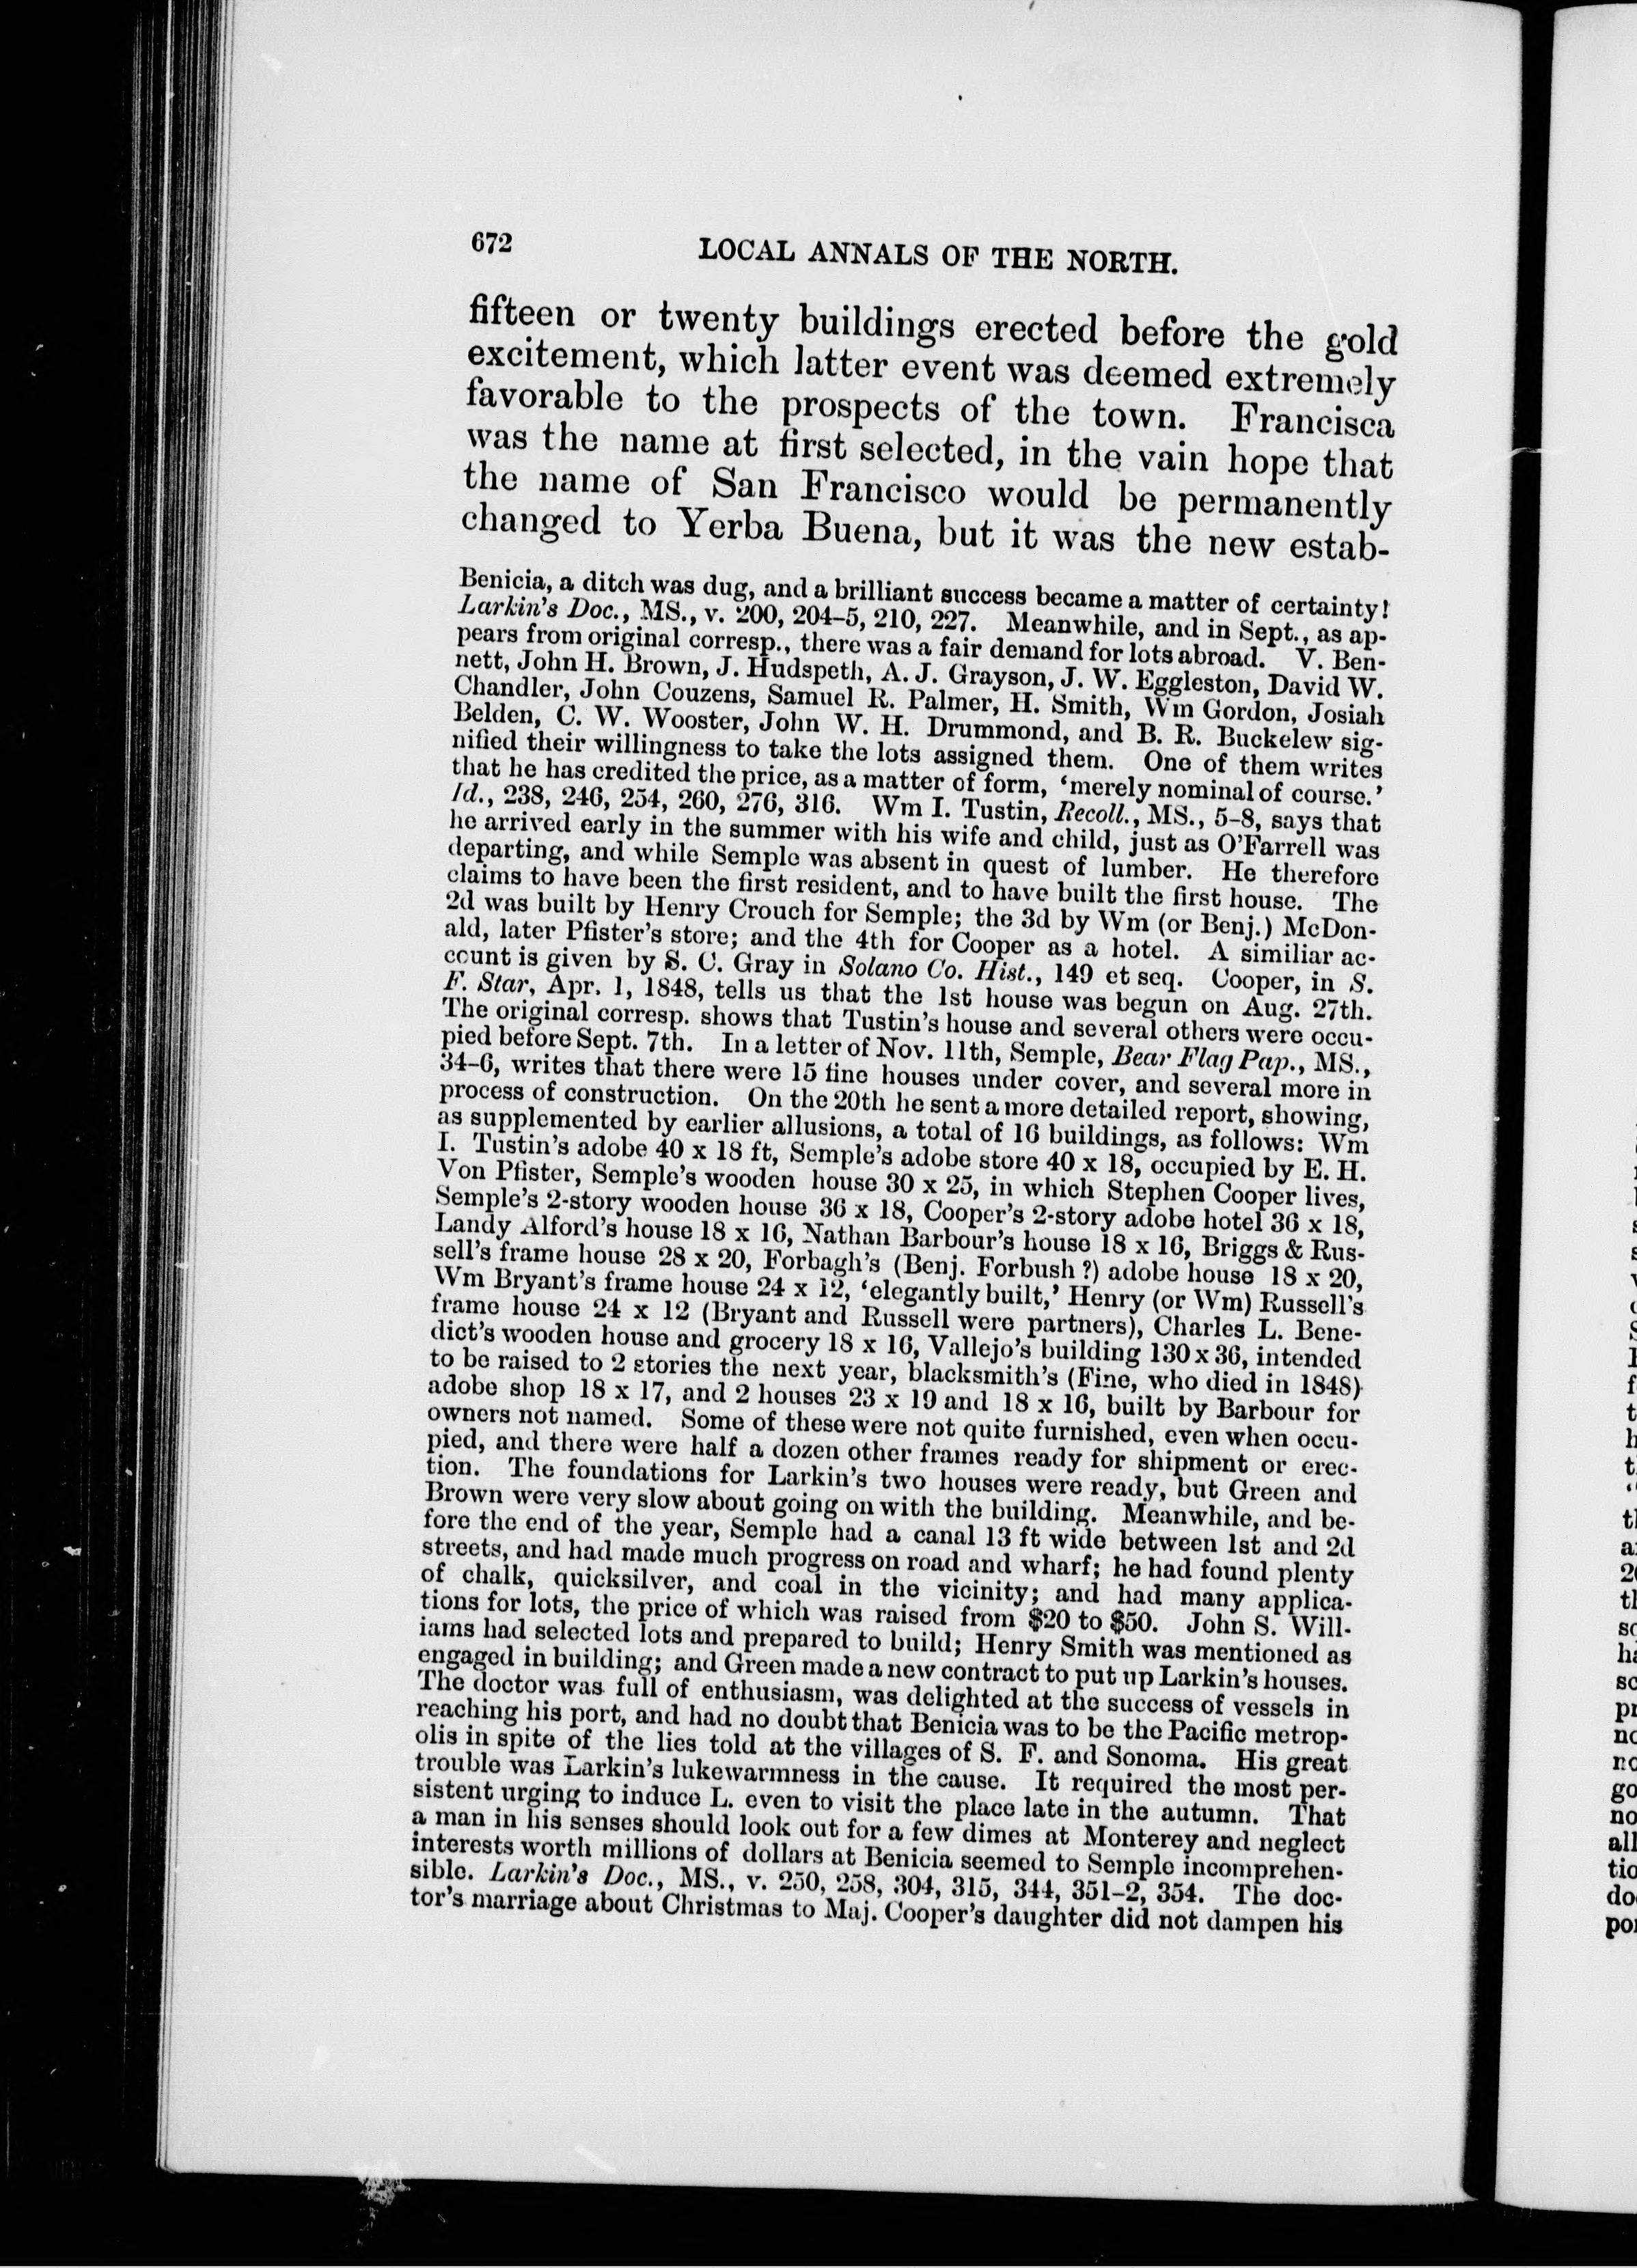 672 LOCAL ANNALS OF THE NORTH.
fifteen or twenty buildings erected before the gold
excitement, which latter event was deemed extremely
favorable to the prospects of the town. Francisca
was the name at first selected, in the vain hope that
the name of San Francisco would be permanently
changed to Yerba Buena, but it was the new estab-
Benicia, a ditch was dug, and a brilliant success became a matter of certainty!
Larkin's Doc., MS., v. 200, 204-5, 210, 227. Meanwhile, and in Sept., as ap-
pears from original corresp., there was a fair demand for lots abroad. V. Ben-
nett, John H. Brown, J. Hudspeth, A. J. Grayson, J. W. Eggleston, David W.
Chandler, John Couzens, Samuel R. Palmer, H. Smith, Wm Gordon, Josiah
Belden, C. W. Wooster, John W. H. Drummond, and B. R. Buckelew sig-
nified their willingness to take the lots assigned them. One of them writes
that he has credited the price, as a matter of form, 'merely nominal of course.'
Id., 238, 246, 254, 260, 276, 316. Wm I. Tustin, Recoll., MS., 5-8, says that
he arrived early in the summer with his wife and child, just as O'Farrell was
departing, and while Semple was absent in quest of lumber. He therefore
claims to have been the first resident, and to have built the first house. The
2d was built by Henry Crouch for Semple; the 3d by Wm (or Benj.) McDon-
ald, later Pfister's store; and the 4th for Cooper as a hotel. A similiar ac-
count is given by S. C. Gray in Solano Co. Hist., 149 et seq. Cooper, in S.
F. Star, Apr. 1, 1848, tells us that the 1st house was begun on Aug. 27th.
The original corresp. shows that Tustin's house and several others were occu-
pied before Sept. 7th. In a letter of Nov. 11th, Semple, Bear Flag Pap., MS.,
34-6, writes that there were 15 fine houses under cover, and several more in
process of construction. On the 20th he sent a more detailed report, showing,
as supplemented by earlier allusions, a total of 16 buildings, as follows: Wm
I. Tustin's adobe 40 x 18 ft, Semple's adobe store 40 x 18, occupied by E. H.
Von Pfister, Semple's wooden house 30 x 25, in which Stephen Cooper lives,
Semple's 2-story wooden house 36 x 18, Cooper's 2-story adobe hotel 36 x 18,
Landy Alford's house 18 x 16, Nathan Barbour's house 18 x 16, Briggs & Rus-
sell's frame house 28 x 20, Forbagh's (Benj. Forbush?) adobe house 18 x 20,
Wm Bryant's frame house 24 x 12, 'elegantly built,' Henry (or Wm) Russell's
frame house 24 x 12 (Bryant and Russell were partners), Charles L. Bene-
dict's wooden house and grocery 18 x 16, Vallejo's building 130 x 36, intended
to be raised to 2 stories the next year, blacksmith's (Fine, who died in 1848)
adobe shop 18 x 17, and 2 houses 23 x 19 and 18 x 16, built by Barbour for
owners not named. Some of these were not quite furnished, even when occu-
pied, and there were half a dozen other frames ready for shipment or erec-
tion. The foundations for Larkin's two houses were ready, but Green and
Brown were very slow about going on with the building. Meanwhile, and be-
fore the end of the year, Semple had a canal 13 ft wide between 1st and 2d
streets, and had made much progress on road and wharf; he had found plenty
of chalk, quicksilver, and coal in the vicinity; and had many applica-
tions for lots, the price of which was raised from $20 to $50. John S. Will-
iams had selected lots and prepared to build; Henry Smith was mentioned as
engaged in building; and Green made a new contract to put up Larkin's houses.
The doctor was full of enthusiasm, was delighted at the success of vessels in
reaching his port, and had no doubt that Benicia was to be the Pacific metrop-
olis in spite of the lies told at the villages of S. F. and Sonoma. His great
trouble was Larkin's lukewarmness in the cause. It required the most per-
sistent urging to induce L. even to visit the place late in the autumn. That
a man in his senses should look out for a few dimes at Monterey and neglect
interests worth millions of dollars at Benicia seemed to Semple incomprehen-
sible. Larkin's Doc., MS., v. 250, 258, 304, 315, 344, 351-2, 354. The doc-
tor's marriage about Christmas to Maj. Cooper's daughter did not dampen his